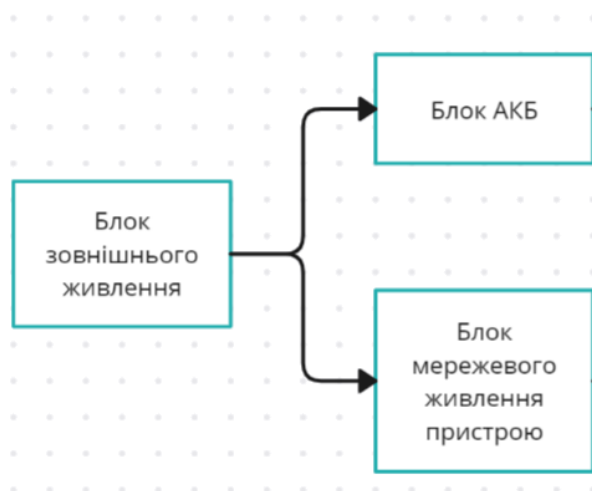 Блок АКБ
Блок
зовнішнього
живлення
Блок
мережевого
живлення
пристрою